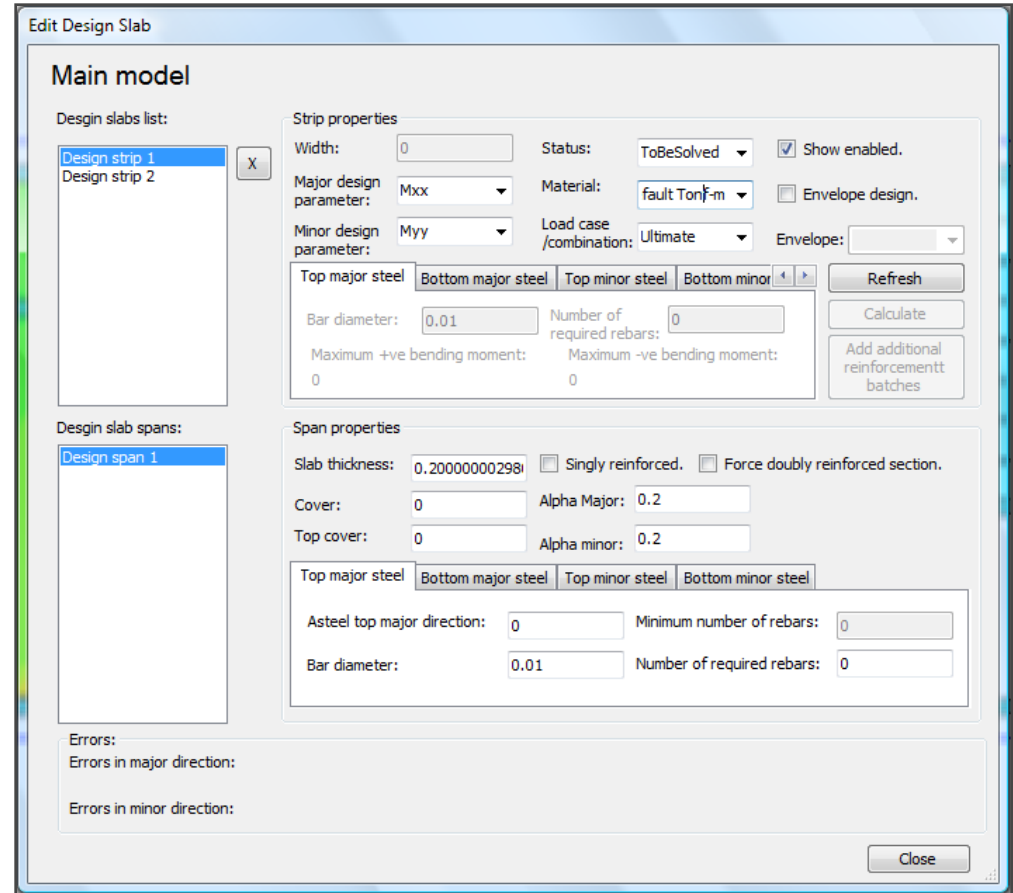 Edit Design Slab
Main model
Desgin slabs list:
Design strip 1
Design strip 2
X
Strip properties
Width:
0
Status:
ToBeSolved
Show enabled.
Major design
parameter:
Mxx
Material:
fault Tonf-m
Envelope design.
Minor design
parameter:
Myy
Load case
/combination:
Ultimate
Envelope:
Top major steel
Bottom major steel
Top minor steel
Bottom minor
Refresh
Bar diameter:
0.01
Number of
required rebars:
0
Calculate
Maximum +ve bending moment:
0
Maximum -ve bending moment:
0
Add additional
reinforcementt
batches
Desgin slab spans:
Design span 1
Span properties
Slab thickness:
0.20000000298
Singly reinforced.
Force doubly reinforced section.
Cover:
0
Alpha Major:
0.2
Top cover:
0
Alpha minor:
0.2
Top major steel
Bottom major steel
Top minor steel
Bottom minor steel
Asteel top major direction:
0
Minimum number of rebars:
0
Bar diameter:
0.01
Number of required rebars:
0
Errors:
Errors in major direction:
Errors in minor direction:
Close